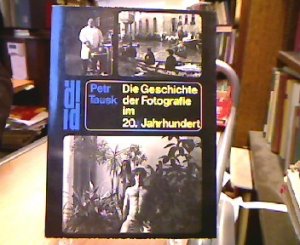 Petr
Tausk
Die Geschichte
der Fotografie
im
20. Jahrhundert